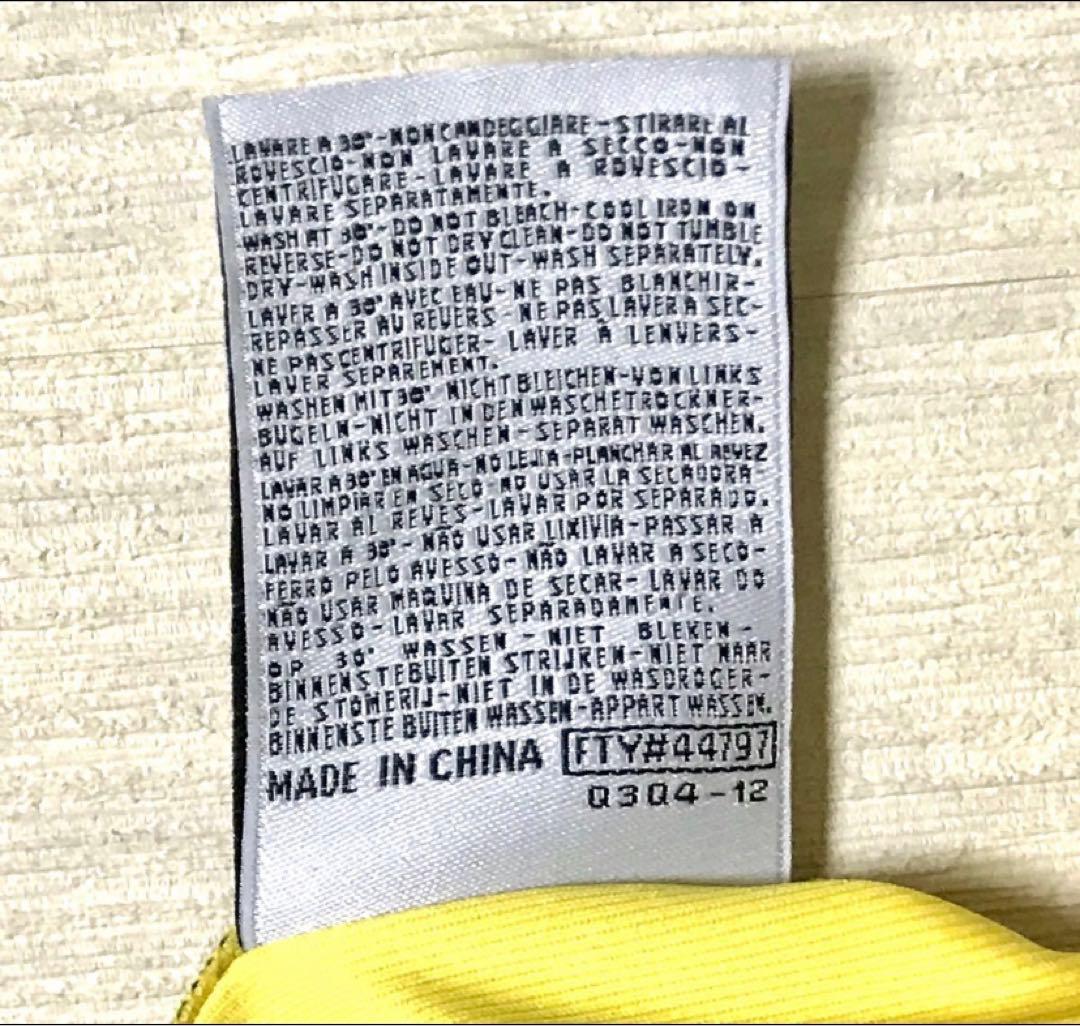 LAVARE A 30°-NON CANDEGGIARE-STIRARE AL
ROVESCIO-NON LAVARE A SECCO-NON
CENTRIFUGARE-LAVARE A ROVESCIO-
LAVARE SEPARATAMENTE.
WASH AT 30°-DO NOT BLEACH-COOL IRON ON
REVERSE-DO NOT DRY CLEAN-DO NOT TUMBLE
DRY-WASH INSIDE OUT-WASH SEPARATELY.
LAVER A 30° AVEC EAU-NE PAS BLANCHIR-
REPASSER AU REVERS-NE PAS LAVER A SEC-
NE PAS CENTRIFUGER- LAVER À LENVERS-
LAVER SEPAREMENT.
WASHEN MIT 30° NICHT BLEICHEN-VON LINKS
BUGELN-NICHT IN DEN WASCHETROCKNER-
AUF LINKS WASCHEN-SEPARAT WASCHEN.
LAVAR A 30° EN AGUA-NO LEJIA-PLANCHAR AL REVEZ
NO LIMPIAR EN SECO-NO USAR LA SECADORA
LAVAR AL REVES-LAVAR POR SEPARADO.
LAVAR A 30°-NÃO USAR LIXIVIA-PASSAR A
FERRO PELO AVESSO-NÃO LAVAR A SECO-
NÃO USAR MAQUINA DE SECAR-LAVAR DO
AVESSO-LAVAR SEPARADAMENTE.
OP 30° WASSEN-NIET BLEKEN-
BINNENSTEBUITEN STRIJKEN-NIET NAAR
DE STOMERIJ-NIET IN DE WASDROGER-
BINNENSTE BUITEN WASSEN-APPART WASSEN.
MADE IN CHINA FTY#44797
Q3Q4-12